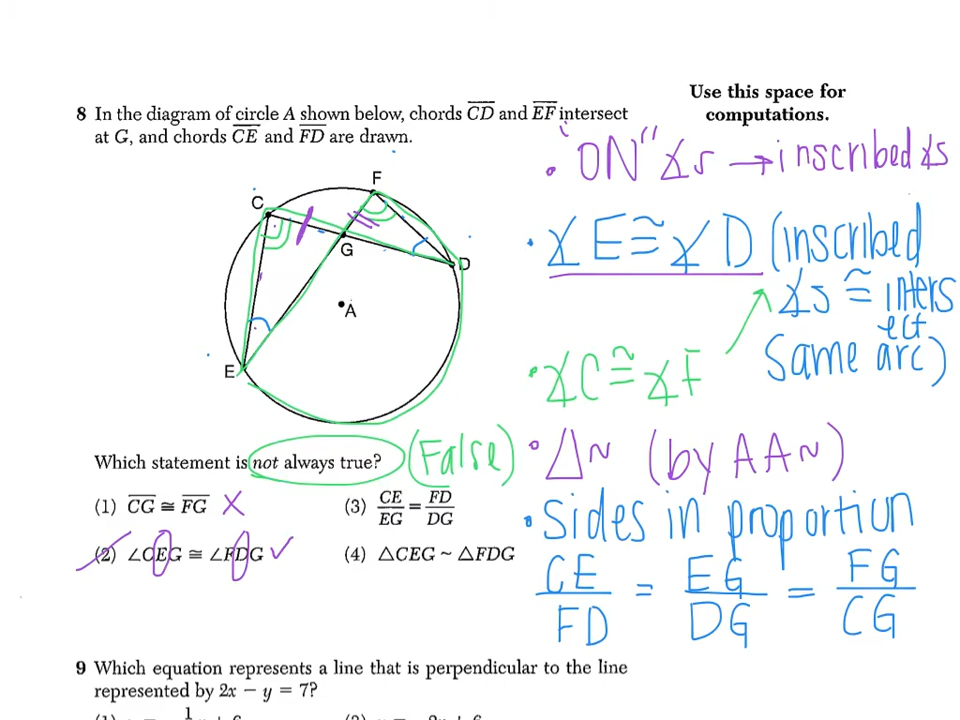 Use this space for
computations.
8 In the diagram of circle A shown below, chords CD and EF intersect
at G, and chords CE and FD are drawn.
• "ON" ∡s → inscribed ∡s
F
C
G
D
A
E
• ∡E ≅ ∡D (inscribed
∡s ≅ inters
ect
same arc)
• ∡C ≅ ∡F
Which statement is not always true? (False)
• Δ~ (by AA~)
(1) CG ≅ FG X
(3) CE/EG = FD/DG
(2) ∠CEG ≅ ∠FDG ✓
(4) △CEG ~ △FDG
• Sides in proportion
CE/FD = EG/DG = FG/CG
9 Which equation represents a line that is perpendicular to the line
represented by 2x − y = 7?